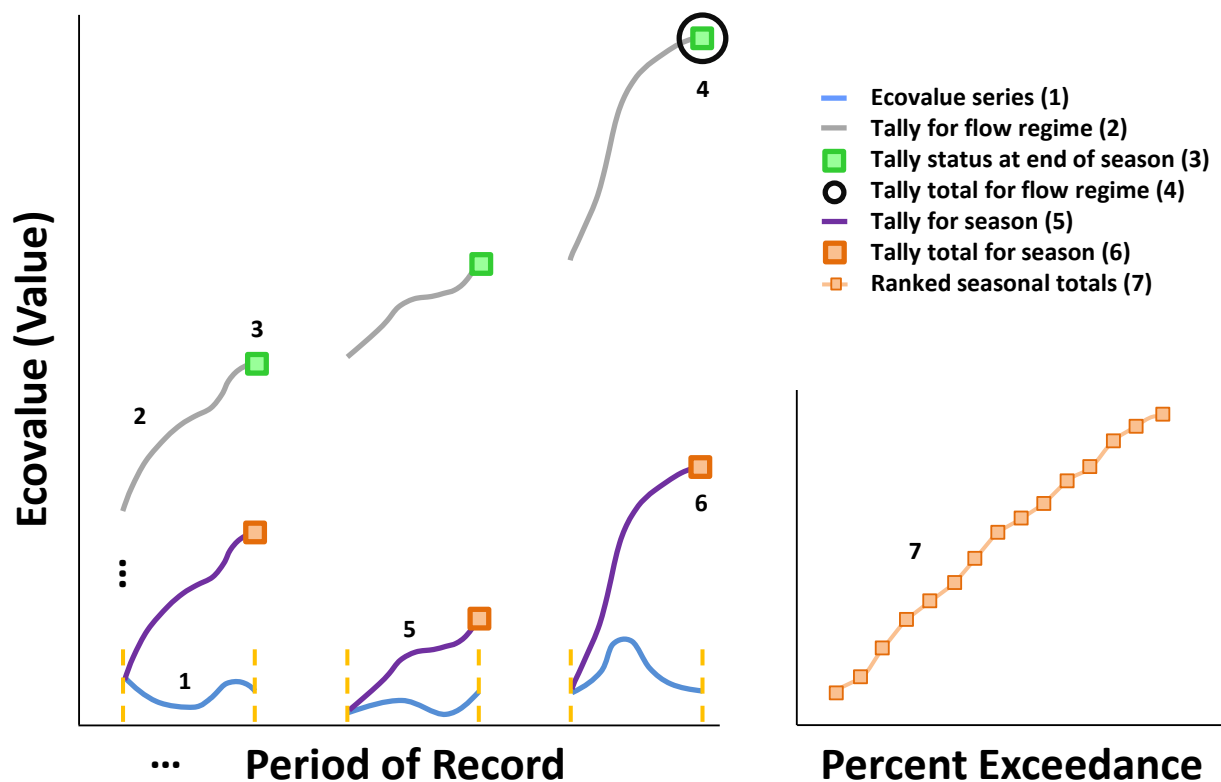 4
Ecovalue series (1)
Tally for flow regime (2)
Tally status at end of season (3)
Tally total for flow regime (4)
Tally for season (5)
Tally total for season (6)
Ranked seasonal totals (7)
Ecovalue (Value)
3
2
6
...
5
1
7
... Period of Record
Percent Exceedance